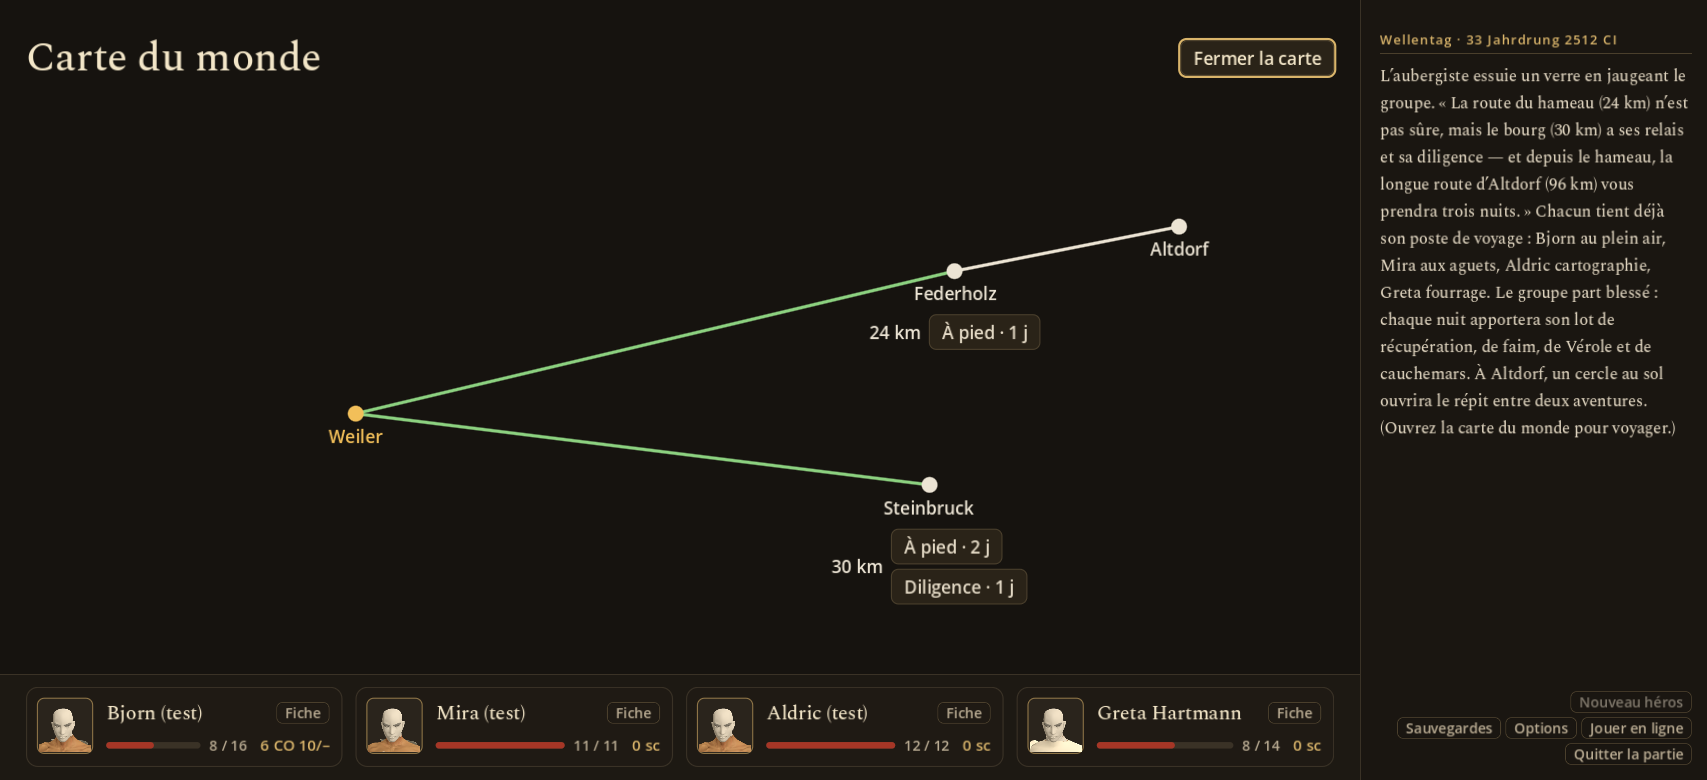 Carte du monde
Fermer la carte
Altdorf
Federholz
24 km
À pied · 1 j
Weiler
Steinbruck
30 km
À pied · 2 j
Diligence · 1 j
Wellentag · 33 Jahrdrung 2512 CI
L’aubergiste essuie un verre en jaugeant le
groupe. « La route du hameau (24 km) n’est
pas sûre, mais le bourg (30 km) a ses relais
et sa diligence — et depuis le hameau, la
longue route d’Altdorf (96 km) vous
prendra trois nuits. » Chacun tient déjà
son poste de voyage : Bjorn au plein air,
Mira aux aguets, Aldric cartographie,
Greta fourrage. Le groupe part blessé :
chaque nuit apportera son lot de
récupération, de faim, de Vérole et de
cauchemars. À Altdorf, un cercle au sol
ouvrira le répit entre deux aventures.
(Ouvrez la carte du monde pour voyager.)
Bjorn (test)
Fiche
8 / 16
6 CO 10/–
Mira (test)
Fiche
11 / 11
0 sc
Aldric (test)
Fiche
12 / 12
0 sc
Greta Hartmann
Fiche
8 / 14
0 sc
Nouveau héros
Sauvegardes
Options
Jouer en ligne
Quitter la partie